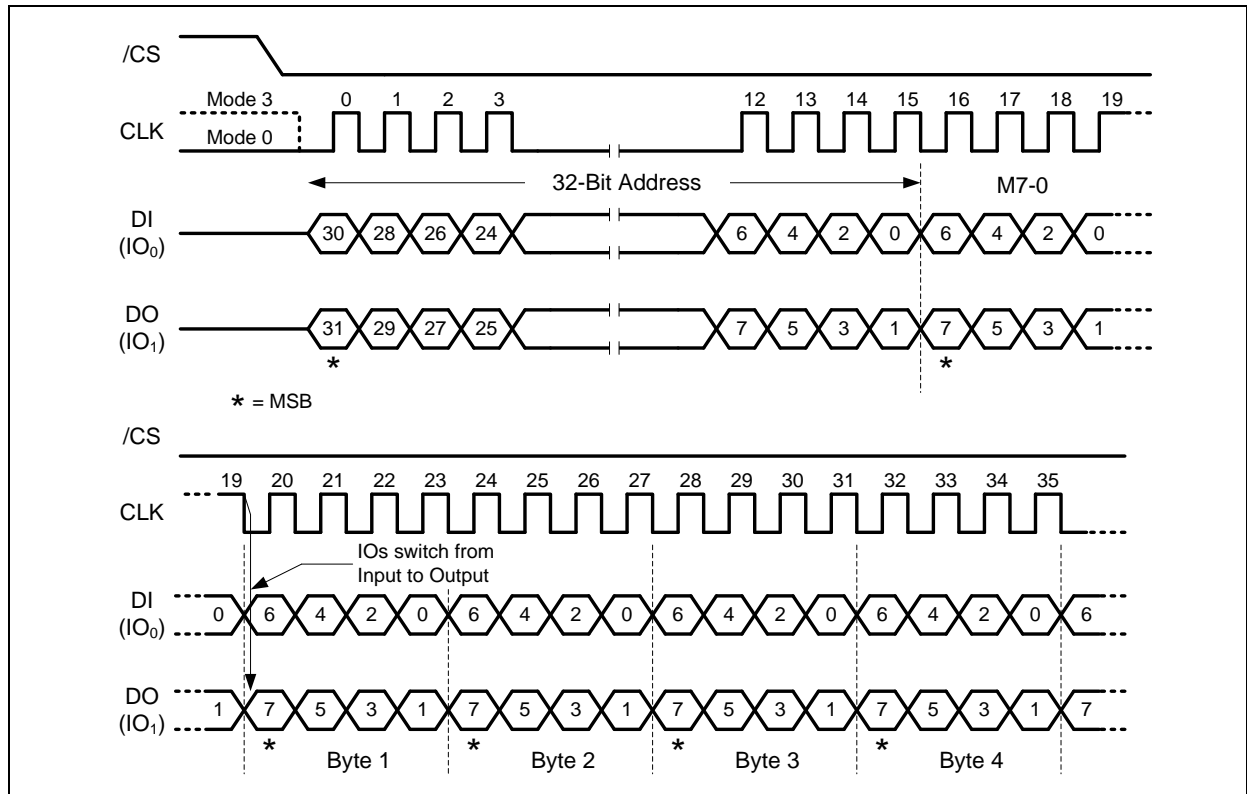 /CS
Mode 3 0 1 2 3 12 13 14 15 16 17 18 19
CLK
Mode 0
32-Bit Address M7-0
DI
(IO₀)
30 28 26 24 6 4 2 0 6 4 2 0
DO
(IO₁)
31 29 27 25 7 5 3 1 7 5 3 1
* *
* = MSB
/CS
19 20 21 22 23 24 25 26 27 28 29 30 31 32 33 34 35
CLK
IOs switch from
Input to Output
DI
(IO₀)
0 6 4 2 0 6 4 2 0 6 4 2 0 6 4 2 0 6
DO
(IO₁)
1 7 5 3 1 7 5 3 1 7 5 3 1 7 5 3 1 7
* * * *
Byte 1 Byte 2 Byte 3 Byte 4